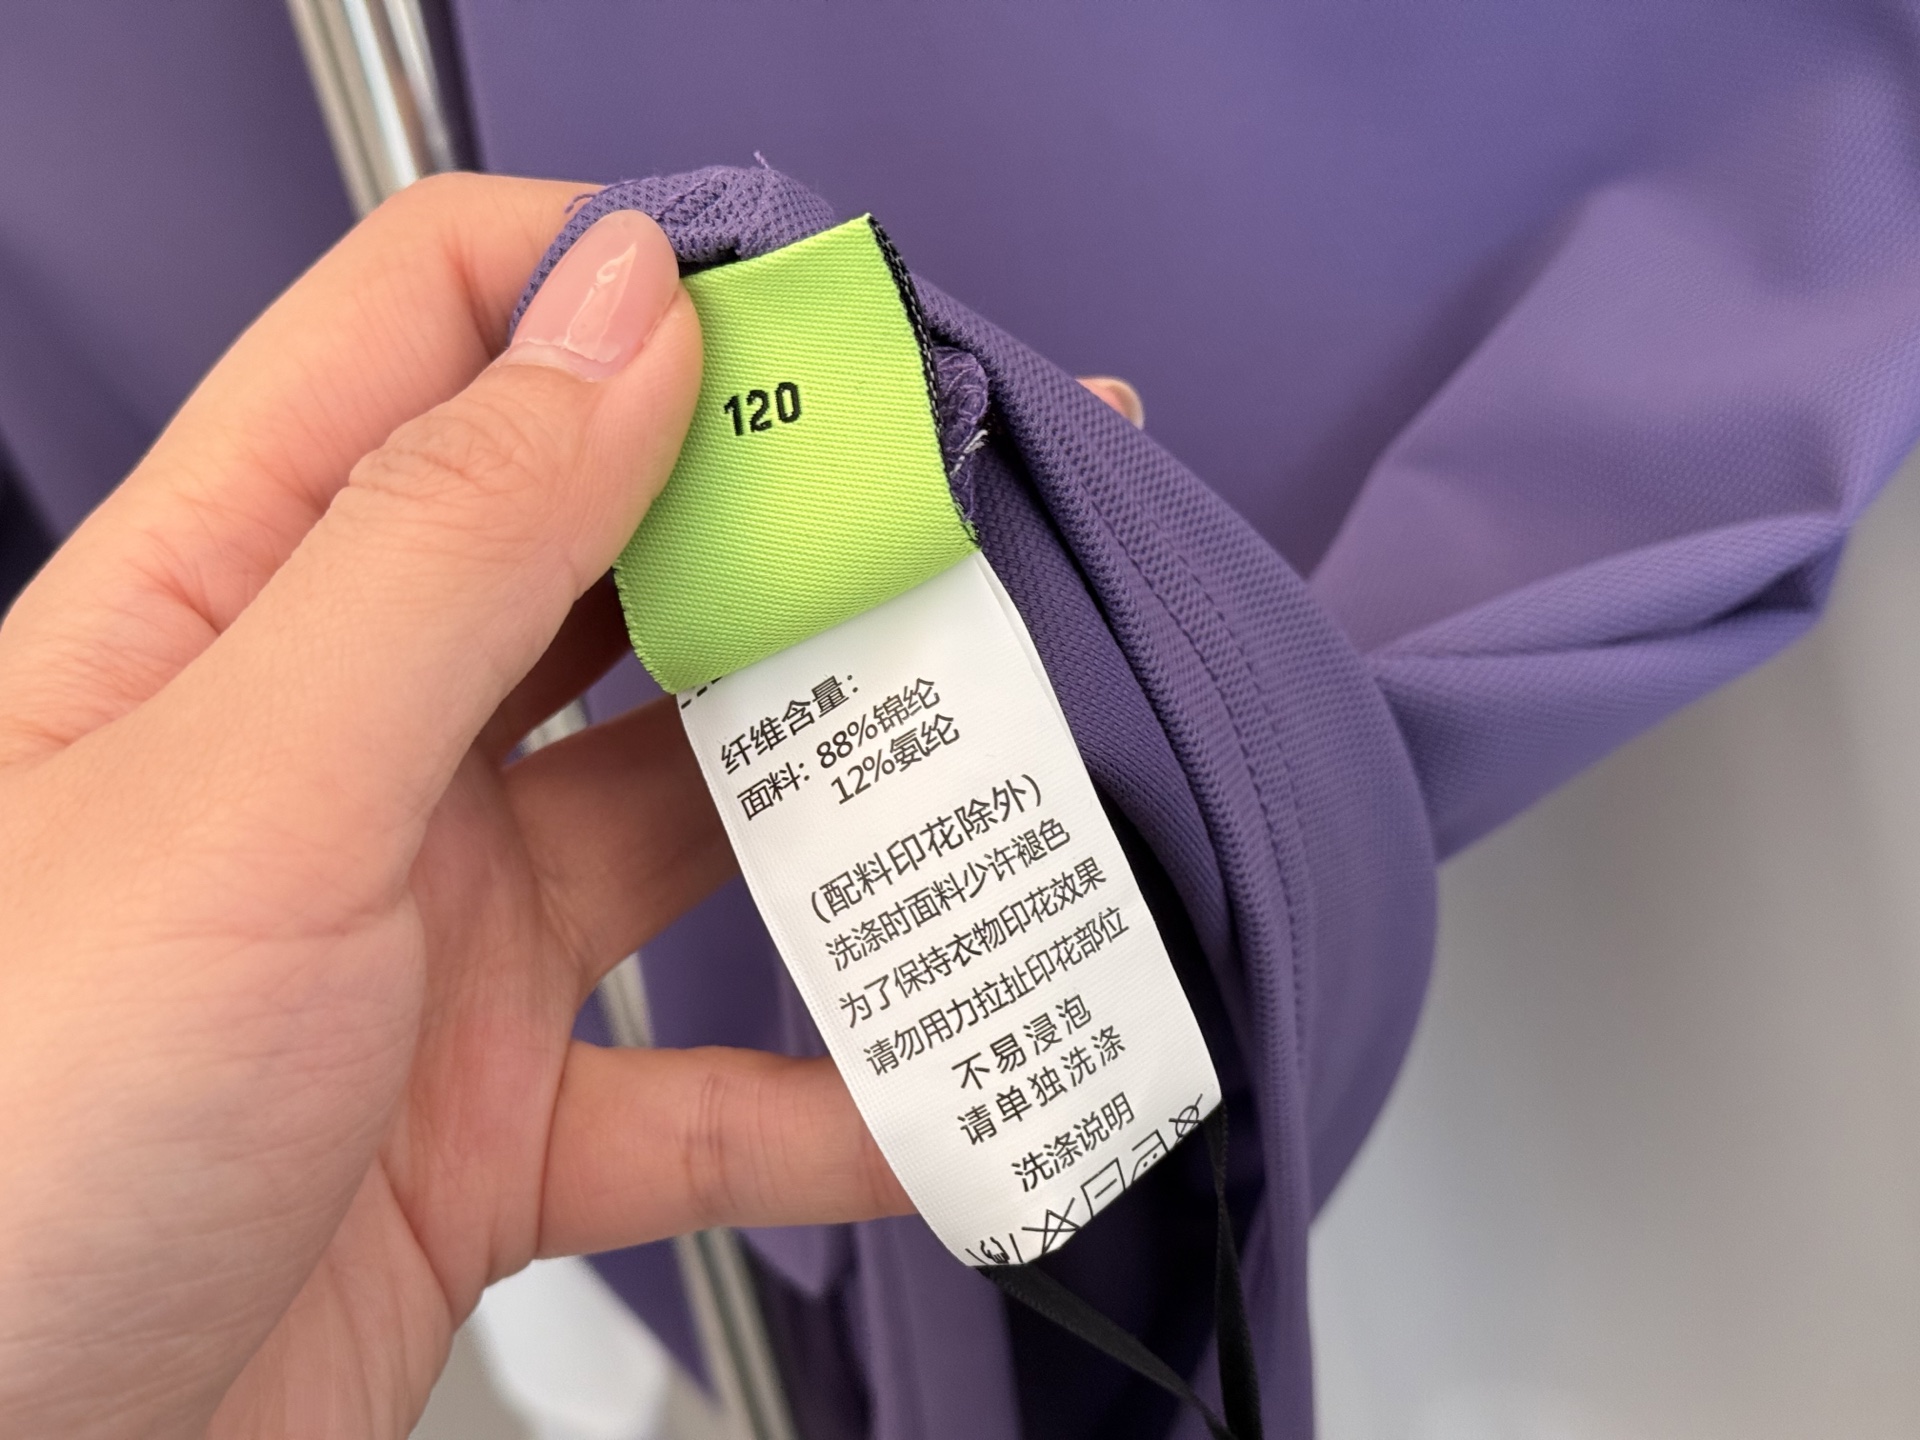 120
纤维含量：
面料：88%锦纶
12%氨纶
（配料印花除外）
洗涤时面料少许褪色
为了保持衣物印花效果
请勿用力拉扯印花部位
不易浸泡
请单独洗涤
洗涤说明